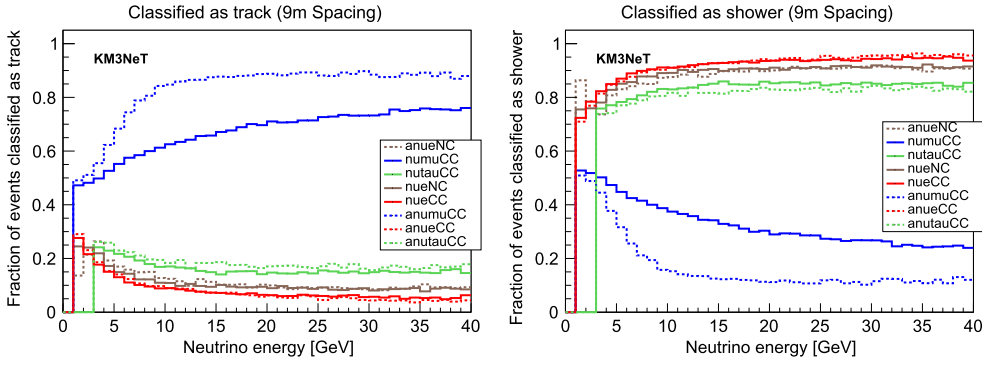 Classified as track (9m Spacing)
Fraction of events classified as track
1
0.8
0.6
0.4
0.2
0
KM3NeT
anueNC
numuCC
nutauCC
nueNC
nueCC
anumuCC
anueCC
anutauCC
0 5 10 15 20 25 30 35 40
Neutrino energy [GeV]
Classified as shower (9m Spacing)
Fraction of events classified as shower
1
0.8
0.6
0.4
0.2
0
KM3NeT
anueNC
numuCC
nutauCC
nueNC
nueCC
anumuCC
anueCC
anutauCC
0 5 10 15 20 25 30 35 40
Neutrino energy [GeV]